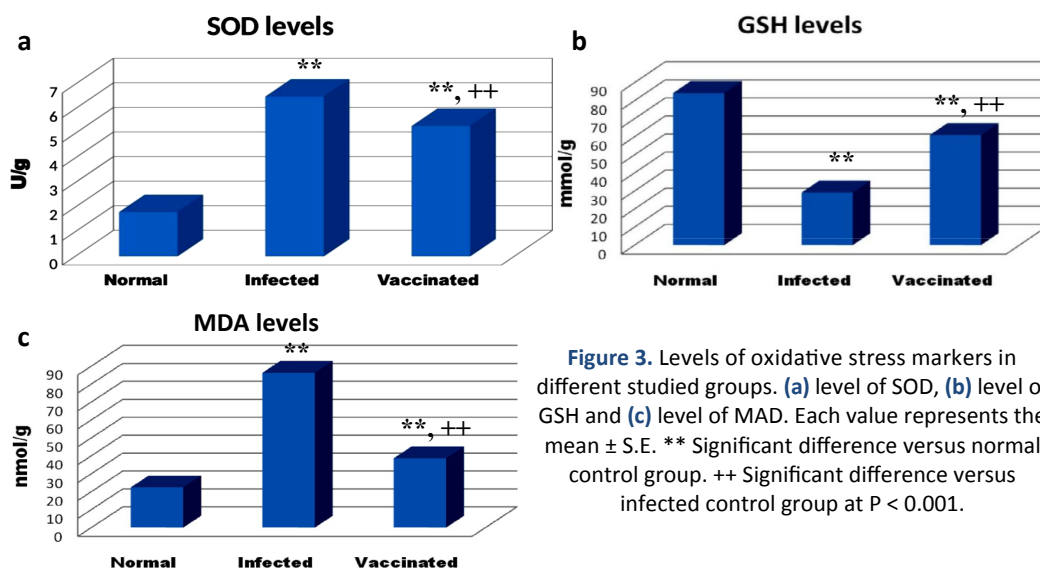 a
SOD levels
**
**, ++
7
6
5
4
3
2
1
0
U/g
Normal Infected Vaccinated
b
GSH levels
**
**, ++
90
80
70
60
50
40
30
20
10
0
mmol/g
Normal Infected Vaccinated
c
MDA levels
**
**, ++
90
80
70
60
50
40
30
20
10
0
nmol/g
Normal Infected Vaccinated
Figure 3. Levels of oxidative stress markers in
different studied groups. (a) level of SOD, (b) level o
GSH and (c) level of MAD. Each value represents the
mean ± S.E. ** Significant difference versus normal
control group. ++ Significant difference versus
infected control group at P < 0.001.